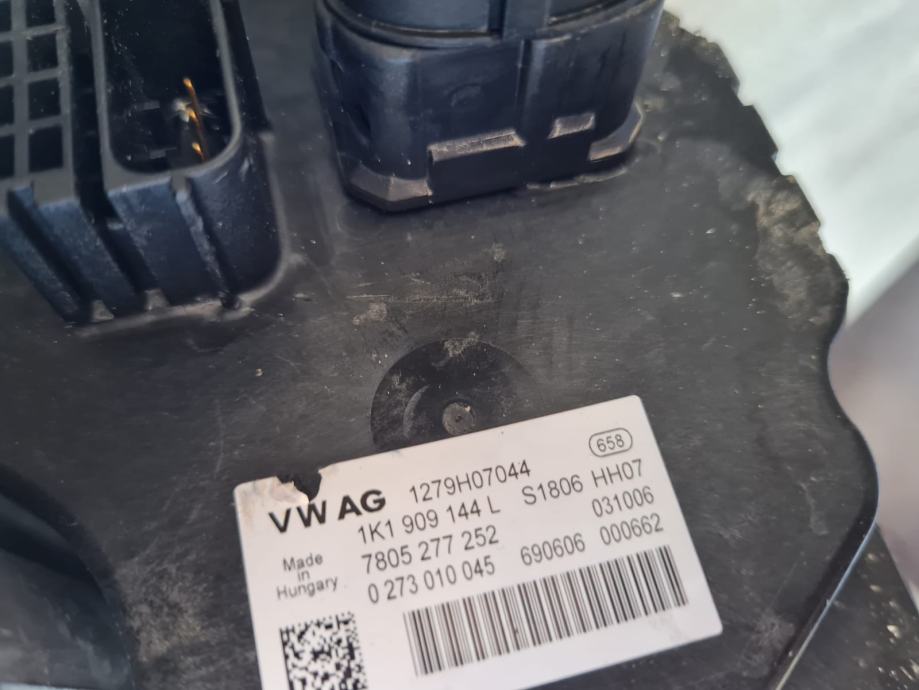 658
VW AG 1279H07044
1K1 909 144 L S1806 HH07
7805 277 252 031006
0 273 010 045 690606 000662
Made
in
Hungary